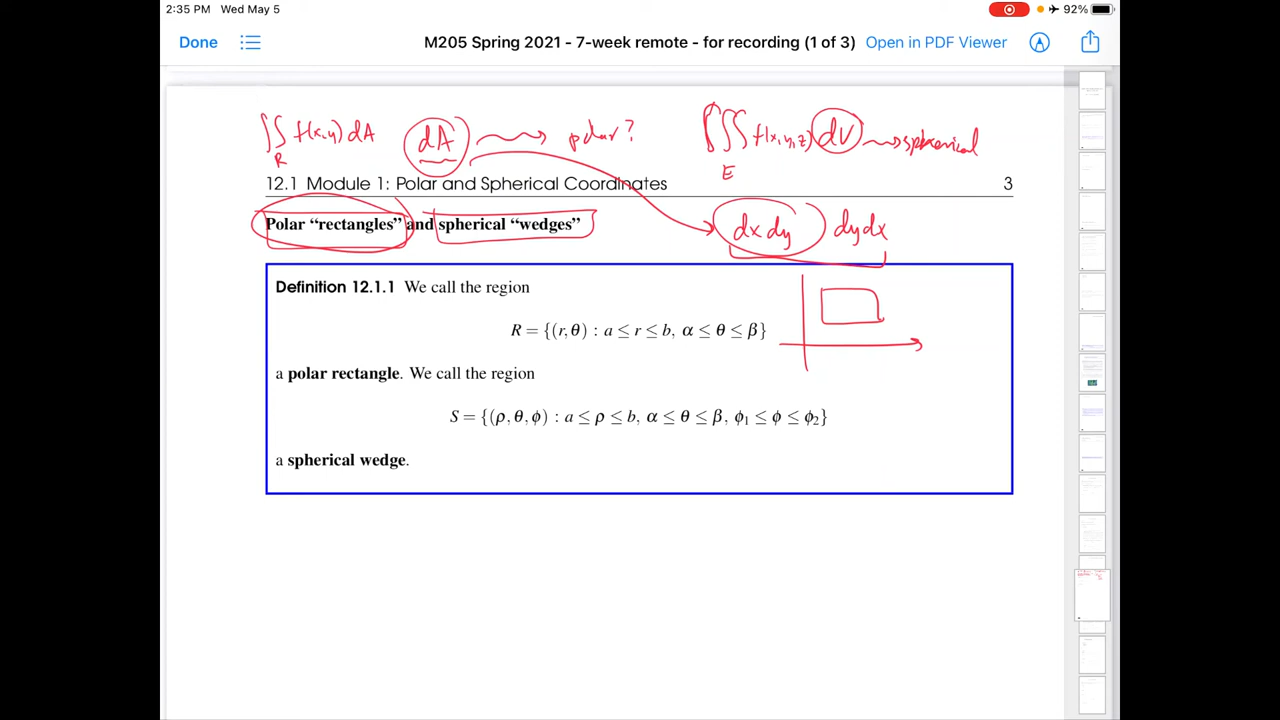 2:35 PM Wed May 5
92%
Done
M205 Spring 2021 - 7-week remote - for recording (1 of 3)
Open in PDF Viewer
∬ f(x,y) dA
R
dA
polar?
∭ f(x,y,z) dV
E
spherical
12.1 Module 1: Polar and Spherical Coordinates 3
Polar “rectangles” and spherical “wedges”
dx dy dy dx
Definition 12.1.1 We call the region
R = {(r, θ) : a ≤ r ≤ b, α ≤ θ ≤ β}
a polar rectangle. We call the region
S = {(ρ, θ, ϕ) : a ≤ ρ ≤ b, α ≤ θ ≤ β, ϕ₁ ≤ ϕ ≤ ϕ₂}
a spherical wedge.